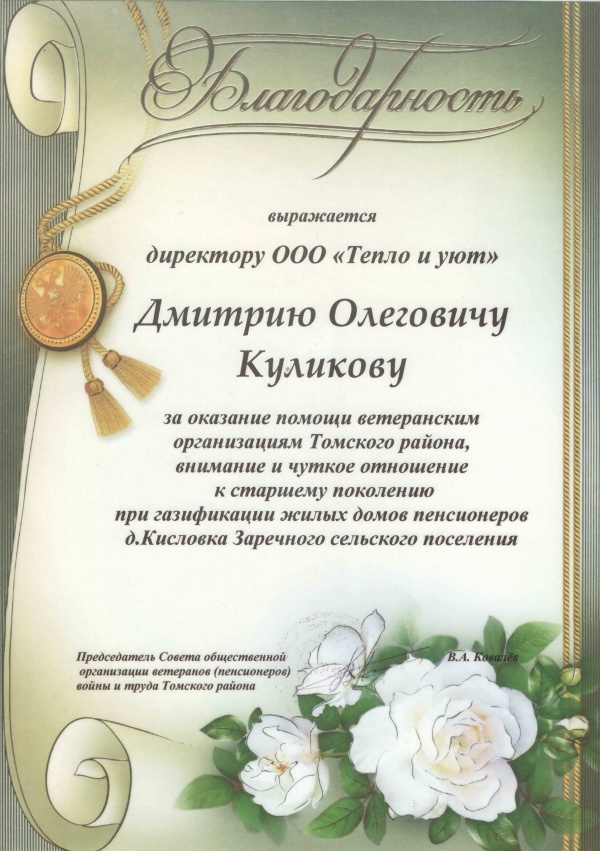 Благодарность
выражается
директору ООО «Тепло и уют»
Дмитрию Олеговичу
Куликову
за оказание помощи ветеранским
организациям Томского района,
внимание и чуткое отношение
к старшему поколению
при газификации жилых домов пенсионеров
д.Кисловка Заречного сельского поселения
Председатель Совета общественной
организации ветеранов (пенсионеров)
войны и труда Томского района
В.А. Ковалёв